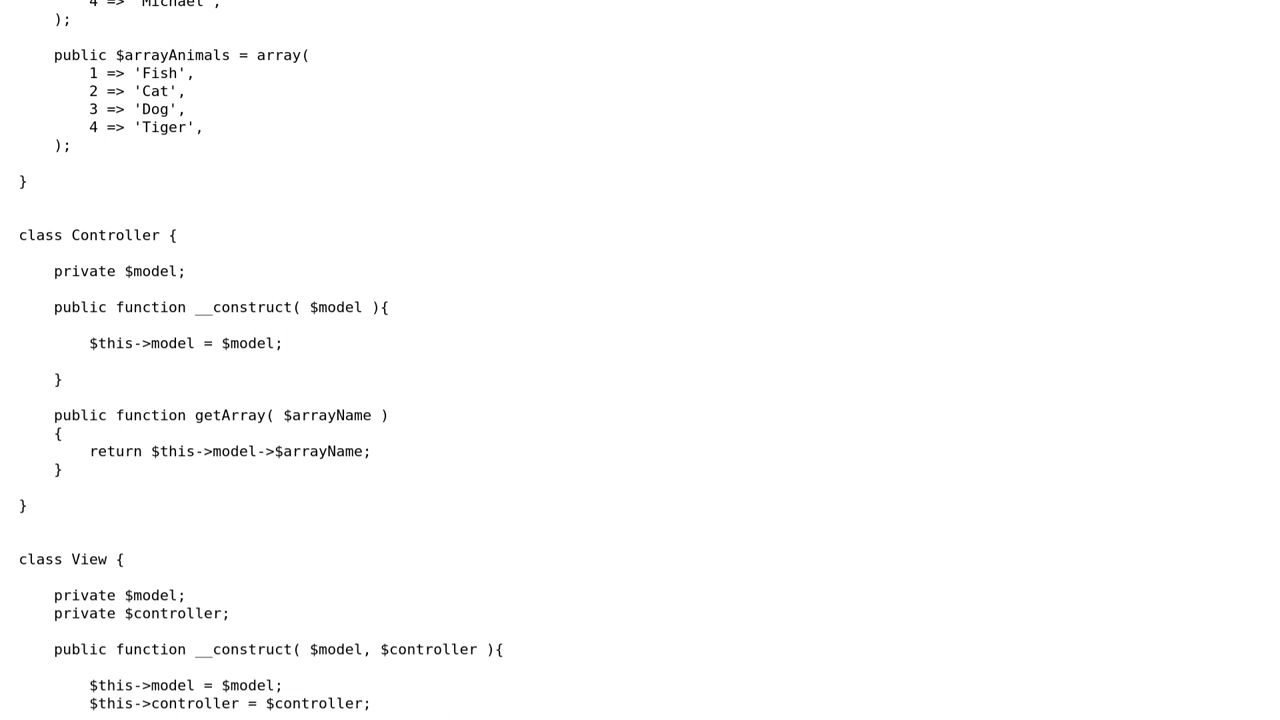 4 => 'Michael',
);
public $arrayAnimals = array(
1 => 'Fish',
2 => 'Cat',
3 => 'Dog',
4 => 'Tiger',
);
}
class Controller {
private $model;
public function __construct( $model ){
$this->model = $model;
}
public function getArray( $arrayName )
{
return $this->model->$arrayName;
}
}
class View {
private $model;
private $controller;
public function __construct( $model, $controller ){
$this->model = $model;
$this->controller = $controller;